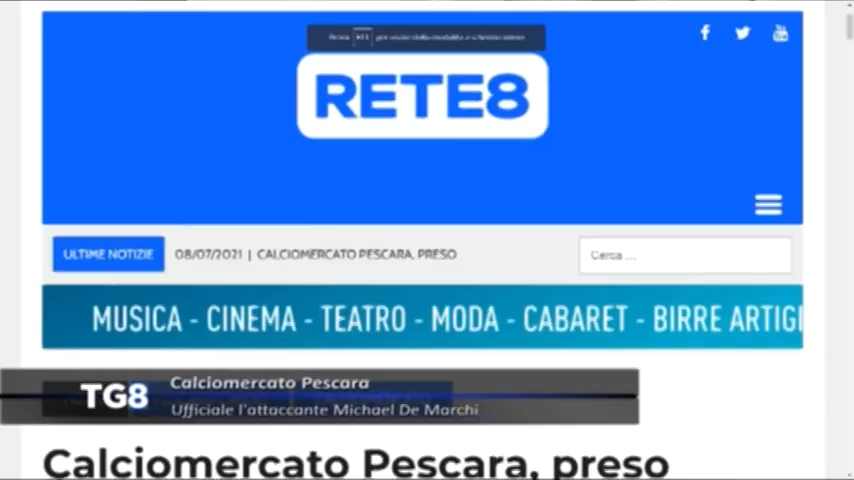 RETE8
ULTIME NOTIZIE
08/07/2021 | CALCIOMERCATO PESCARA, PRESO
Cerca ...
MUSICA - CINEMA - TEATRO - MODA - CABARET - BIRRE ARTIGI
TG8
Calciomercato Pescara
Ufficiale l'attaccante Michael De Marchi
Calciomercato Pescara, preso